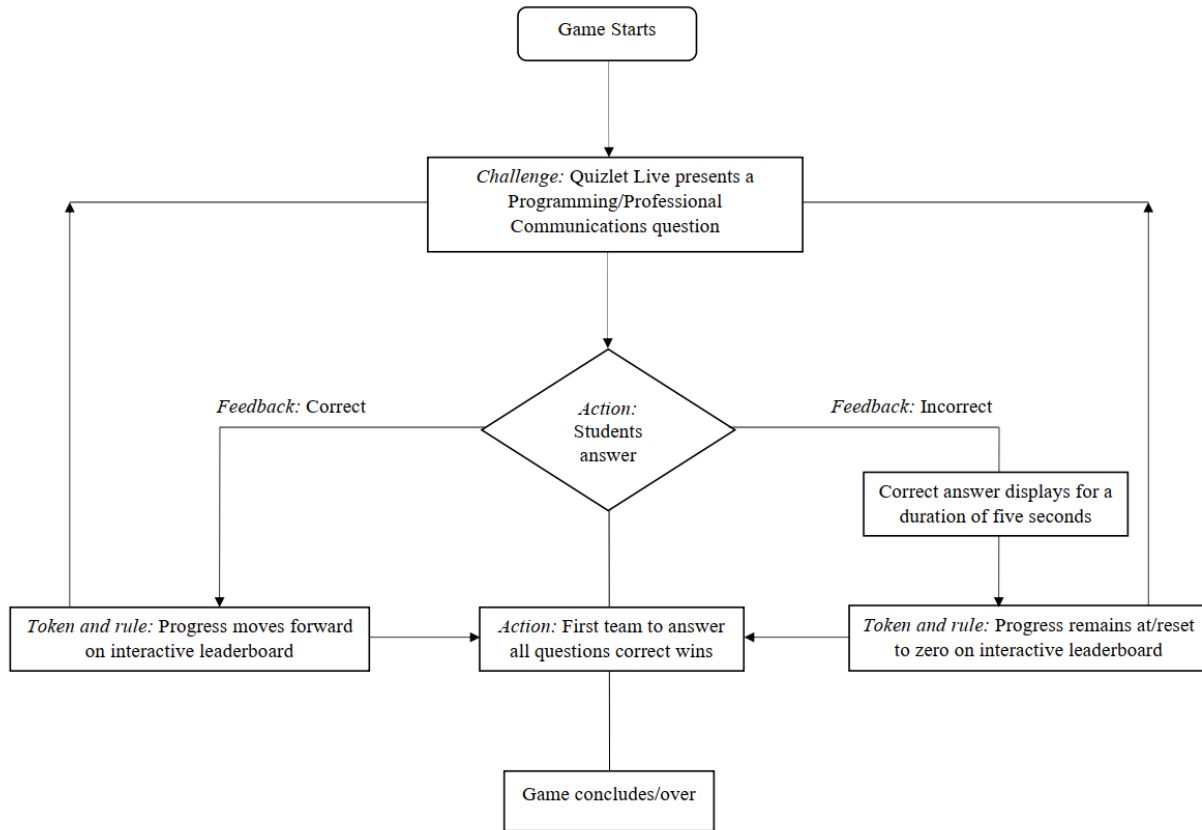 Game Starts
Challenge: Quizlet Live presents a
Programming/Professional
Communications question
Feedback: Correct
Action:
Students
answer
Feedback: Incorrect
Correct answer displays for a
duration of five seconds
Token and rule: Progress moves forward
on interactive leaderboard
Action: First team to answer
all questions correct wins
Token and rule: Progress remains at/reset
to zero on interactive leaderboard
Game concludes/over